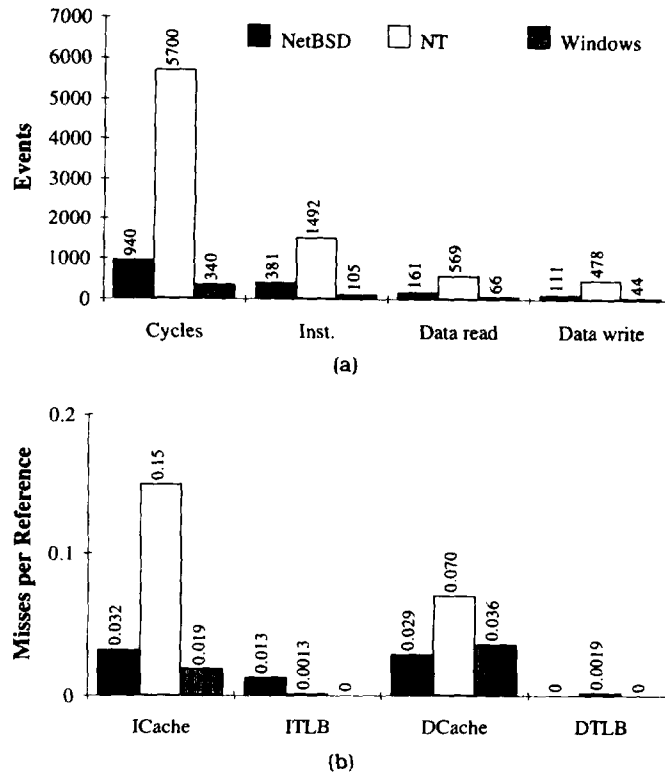 7000
6000
5000
4000
3000
2000
1000
0
Events
NetBSD NT Windows
940 5700 340
381 1492 105
161 569 66
111 478 44
Cycles Inst. Data read Data write
(a)
0.2
0.1
0
Misses per Reference
0.032 0.15 0.019
0.013 0.0013 0
0.029 0.070 0.036
0 0.0019 0
ICache ITLB DCache DTLB
(b)